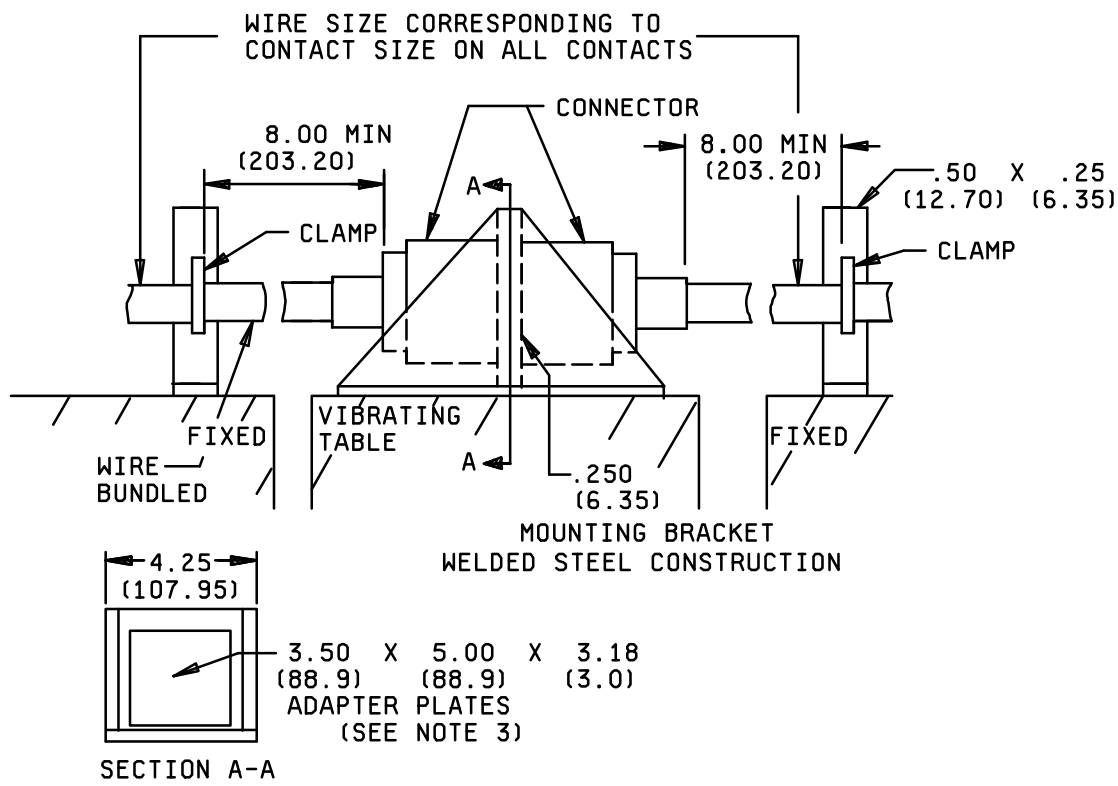 WIRE SIZE CORRESPONDING TO
CONTACT SIZE ON ALL CONTACTS
CONNECTOR
8.00 MIN
(203.20)
8.00 MIN
(203.20)
A
.50 X .25
(12.70) (6.35)
CLAMP
CLAMP
VIBRATING
TABLE
FIXED
FIXED
WIRE
BUNDLED
A
.250
(6.35)
MOUNTING BRACKET
WELDED STEEL CONSTRUCTION
4.25
(107.95)
3.50 X 5.00 X 3.18
(88.9) (88.9) (3.0)
ADAPTER PLATES
(SEE NOTE 3)
SECTION A-A